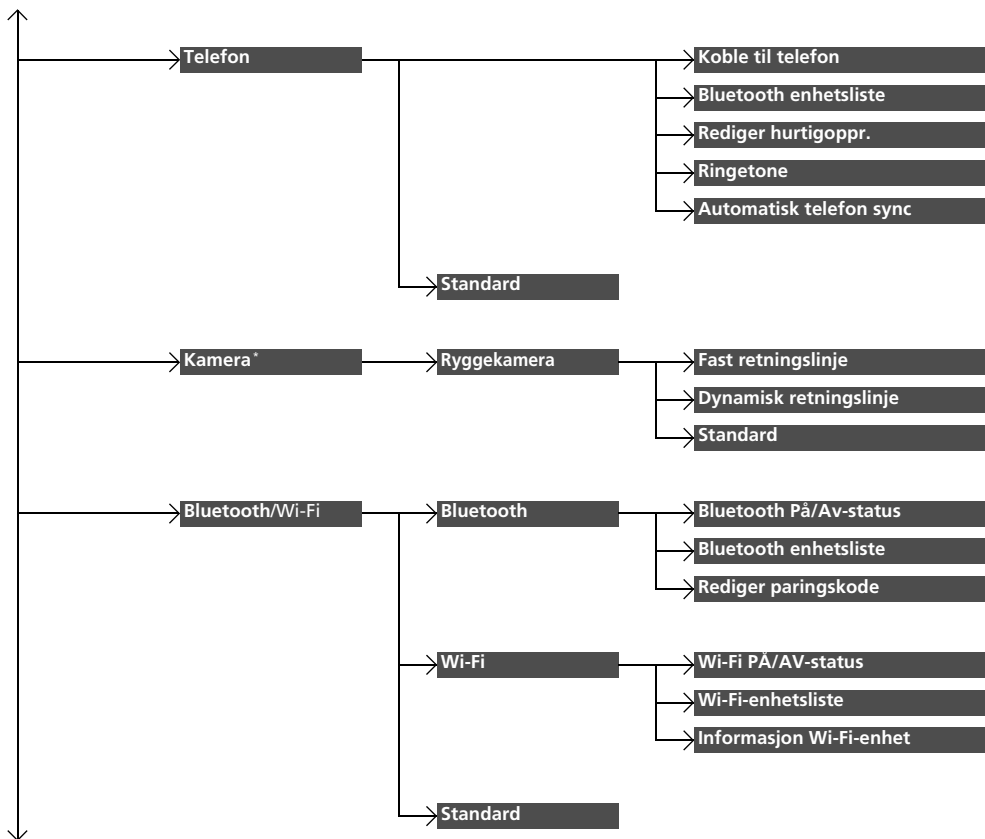 Telefon
Koble til telefon
Bluetooth enhetsliste
Rediger hurtigoppr.
Ringetone
Automatisk telefon sync
Standard
Kamera*
Ryggekamera
Fast retningslinje
Dynamisk retningslinje
Standard
Bluetooth/Wi-Fi
Bluetooth
Bluetooth På/Av-status
Bluetooth enhetsliste
Rediger paringskode
Wi-Fi
Wi-Fi PÅ/AV-status
Wi-Fi-enhetsliste
Informasjon Wi-Fi-enhet
Standard